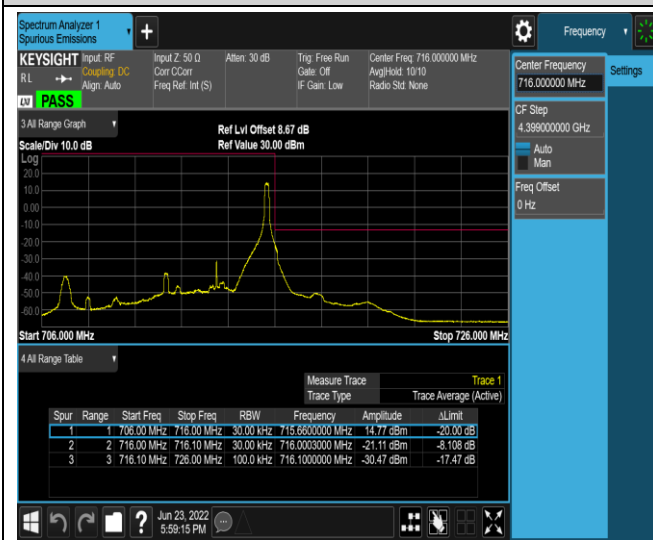 Spectrum Analyzer 1
Spurious Emissions
Frequency
KEYSIGHT
Input: RF
Coupling: DC
Align: Auto
Input Z: 50 Ω
Corr CCorr
Freq Ref: Int (S)
Atten: 30 dB
Trig: Free Run
Gate: Off
IF Gain: Low
Center Freq: 716.000000 MHz
Avg|Hold: 10/10
Radio Std: None
RL
LXI
PASS
Center Frequency
716.000000 MHz
Settings
CF Step
4.399000000 GHz
Auto
Man
Freq Offset
0 Hz
3 All Range Graph
Scale/Div 10.0 dB
Ref Lvl Offset 8.67 dB
Ref Value 30.00 dBm
Log
20.0
10.0
0.00
-10.0
-20.0
-30.0
-40.0
-50.0
-60.0
Start 706.000 MHz
Stop 726.000 MHz
4 All Range Table
Measure Trace Trace 1
Trace Type Trace Average (Active)
Spur Range Start Freq Stop Freq RBW Frequency Amplitude ΔLimit
1 1 706.00 MHz 716.00 MHz 30.00 kHz 715.6600000 MHz 14.77 dBm -20.00 dB
2 2 716.00 MHz 716.10 MHz 30.00 kHz 716.0003000 MHz -21.11 dBm -8.108 dB
3 3 716.10 MHz 726.00 MHz 100.0 kHz 716.1000000 MHz -30.47 dBm -17.47 dB
Jun 23, 2022
5:59:15 PM